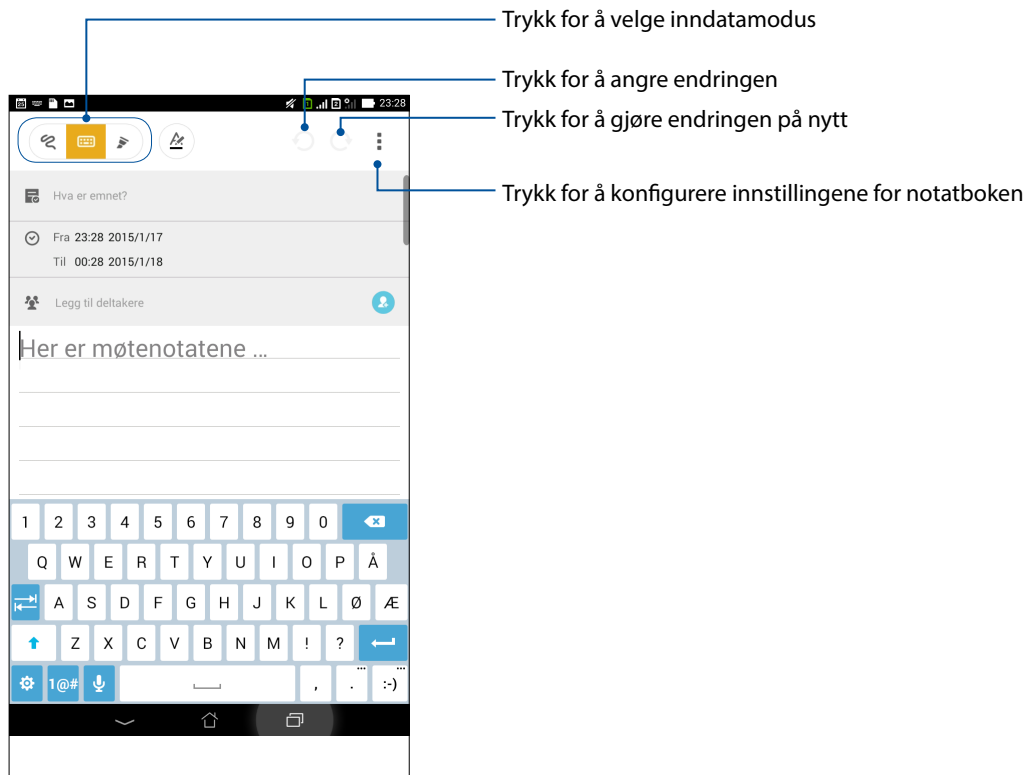 Trykk for å velge inndatamodus
Trykk for å angre endringen
Trykk for å gjøre endringen på nytt
Trykk for å konfigurere innstillingene for notatboken
23:28
Hva er emnet?
Fra 23:28 2015/1/17
Til 00:28 2015/1/18
Legg til deltakere
Her er møtenotatene ...
1 2 3 4 5 6 7 8 9 0
Q W E R T Y U I O P Å
A S D F G H J K L Ø Æ
Z X C V B N M ! ?
1@# , . :-)